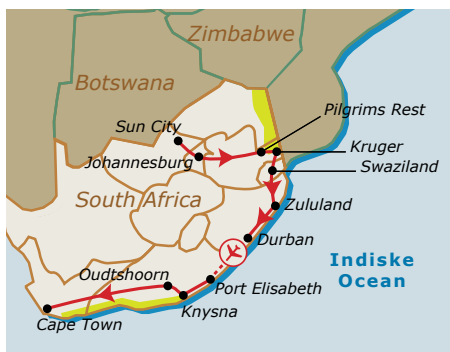 Zimbabwe
Botswana
Pilgrims Rest
Sun City
Kruger
Johannesburg
Swaziland
South Africa
Zululand
Durban
Indiske
Ocean
Oudtshoorn
Port Elisabeth
Knysna
Cape Town